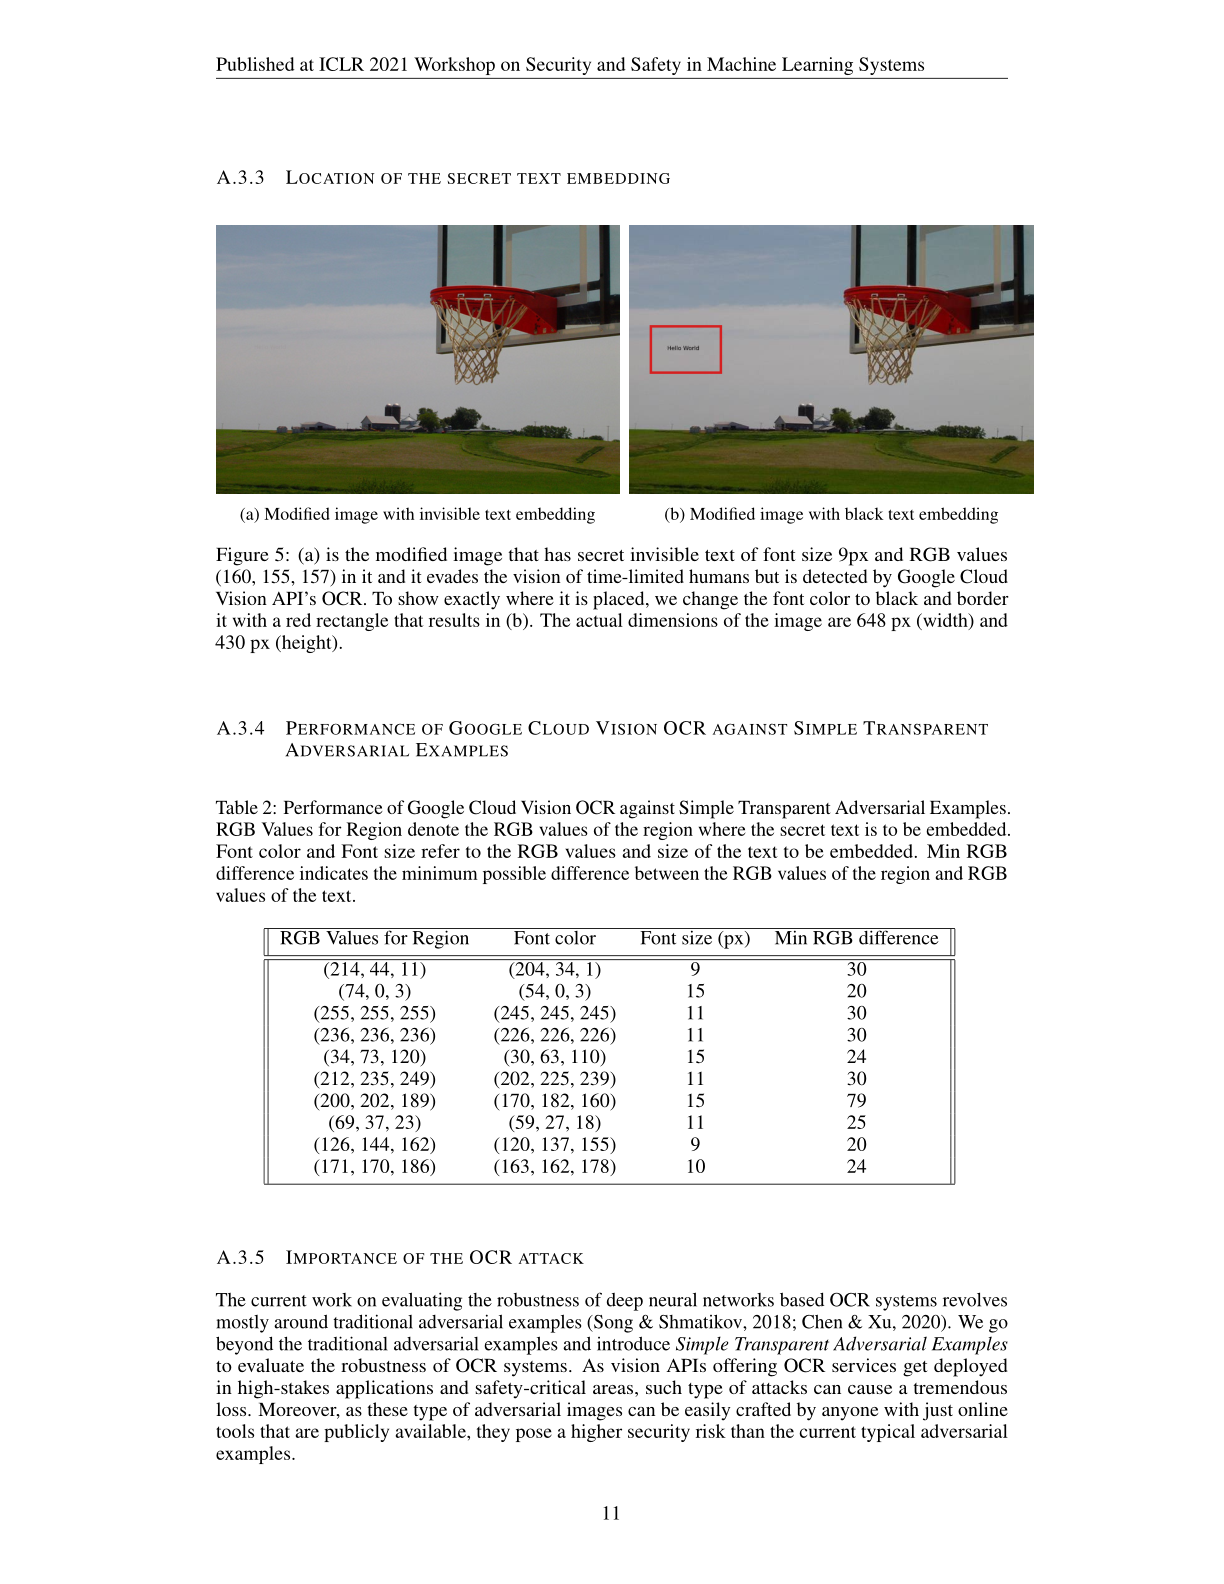 Published at ICLR 2021 Workshop on Security and Safety in Machine Learning Systems
A.3.3 LOCATION OF THE SECRET TEXT EMBEDDING
Hello World
(a) Modified image with invisible text embedding
(b) Modified image with black text embedding
Figure 5: (a) is the modified image that has secret invisible text of font size 9px and RGB values
(160, 155, 157) in it and it evades the vision of time-limited humans but is detected by Google Cloud
Vision API's OCR. To show exactly where it is placed, we change the font color to black and border
it with a red rectangle that results in (b). The actual dimensions of the image are 648 px (width) and
430 px (height).
A.3.4 PERFORMANCE OF GOOGLE CLOUD VISION OCR AGAINST SIMPLE TRANSPARENT
ADVERSARIAL EXAMPLES
Table 2: Performance of Google Cloud Vision OCR against Simple Transparent Adversarial Examples.
RGB Values for Region denote the RGB values of the region where the secret text is to be embedded.
Font color and Font size refer to the RGB values and size of the text to be embedded. Min RGB
difference indicates the minimum possible difference between the RGB values of the region and RGB
values of the text.
RGB Values for Region Font color Font size (px) Min RGB difference
(214, 44, 11) (204, 34, 1) 9 30
(74, 0, 3) (54, 0, 3) 15 20
(255, 255, 255) (245, 245, 245) 11 30
(236, 236, 236) (226, 226, 226) 11 30
(34, 73, 120) (30, 63, 110) 15 24
(212, 235, 249) (202, 225, 239) 11 30
(200, 202, 189) (170, 182, 160) 15 79
(69, 37, 23) (59, 27, 18) 11 25
(126, 144, 162) (120, 137, 155) 9 20
(171, 170, 186) (163, 162, 178) 10 24
A.3.5 IMPORTANCE OF THE OCR ATTACK
The current work on evaluating the robustness of deep neural networks based OCR systems revolves
mostly around traditional adversarial examples (Song & Shmatikov, 2018; Chen & Xu, 2020). We go
beyond the traditional adversarial examples and introduce Simple Transparent Adversarial Examples
to evaluate the robustness of OCR systems. As vision APIs offering OCR services get deployed
in high-stakes applications and safety-critical areas, such type of attacks can cause a tremendous
loss. Moreover, as these type of adversarial images can be easily crafted by anyone with just online
tools that are publicly available, they pose a higher security risk than the current typical adversarial
examples.
11